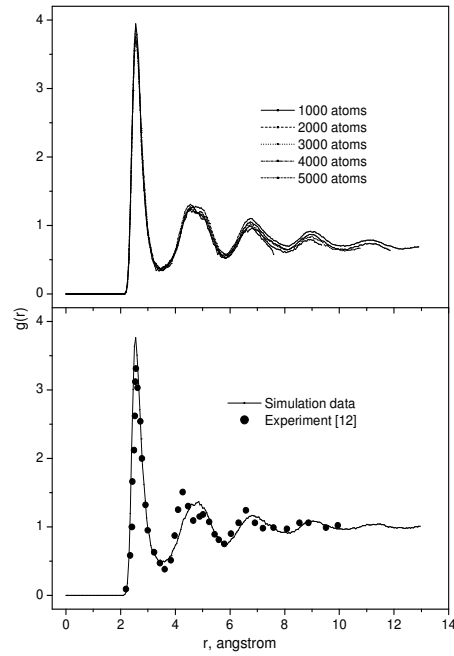 4
3
2
1
0
1000 atoms
2000 atoms
3000 atoms
4000 atoms
5000 atoms
g(r)
4
3
2
1
0
Simulation data
Experiment [12]
0 2 4 6 8 10 12 14
r, angstrom